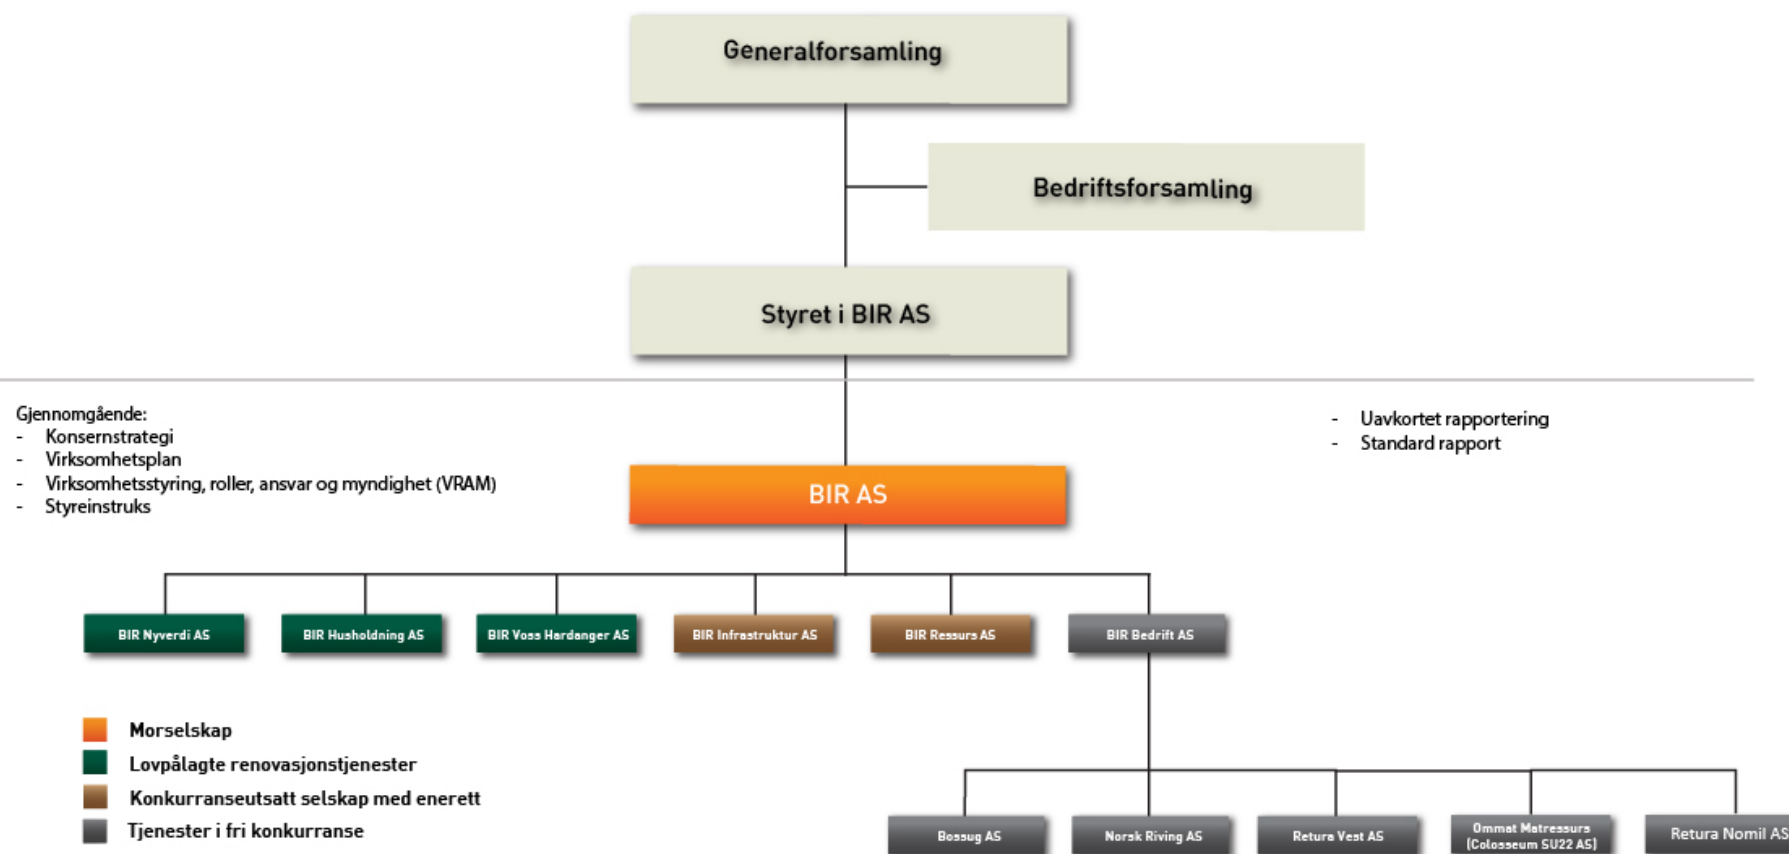 Generalforsamling
Bedriftsforsamling
Styret i BIR AS
Gjennomgående:
- Konsernstrategi
- Virksomhetsplan
- Virksomhetsstyring, roller, ansvar og myndighet (VRAM)
- Styreinstruks
- Uavkortet rapportering
- Standard rapport
BIR AS
BIR Nyverdi AS
BIR Husholdning AS
BIR Voss Hardanger AS
BIR Infrastruktur AS
BIR Ressurs AS
BIR Bedrift AS
Morselskap
Lovpålagte renovasjonstjenester
Konkurranseutsatt selskap med enerett
Tjenester i fri konkurranse
Bossug AS
Norsk Riving AS
Retura Vest AS
Ommat Matressurs
(Colosseum SU22 AS)
Retura Nomil AS